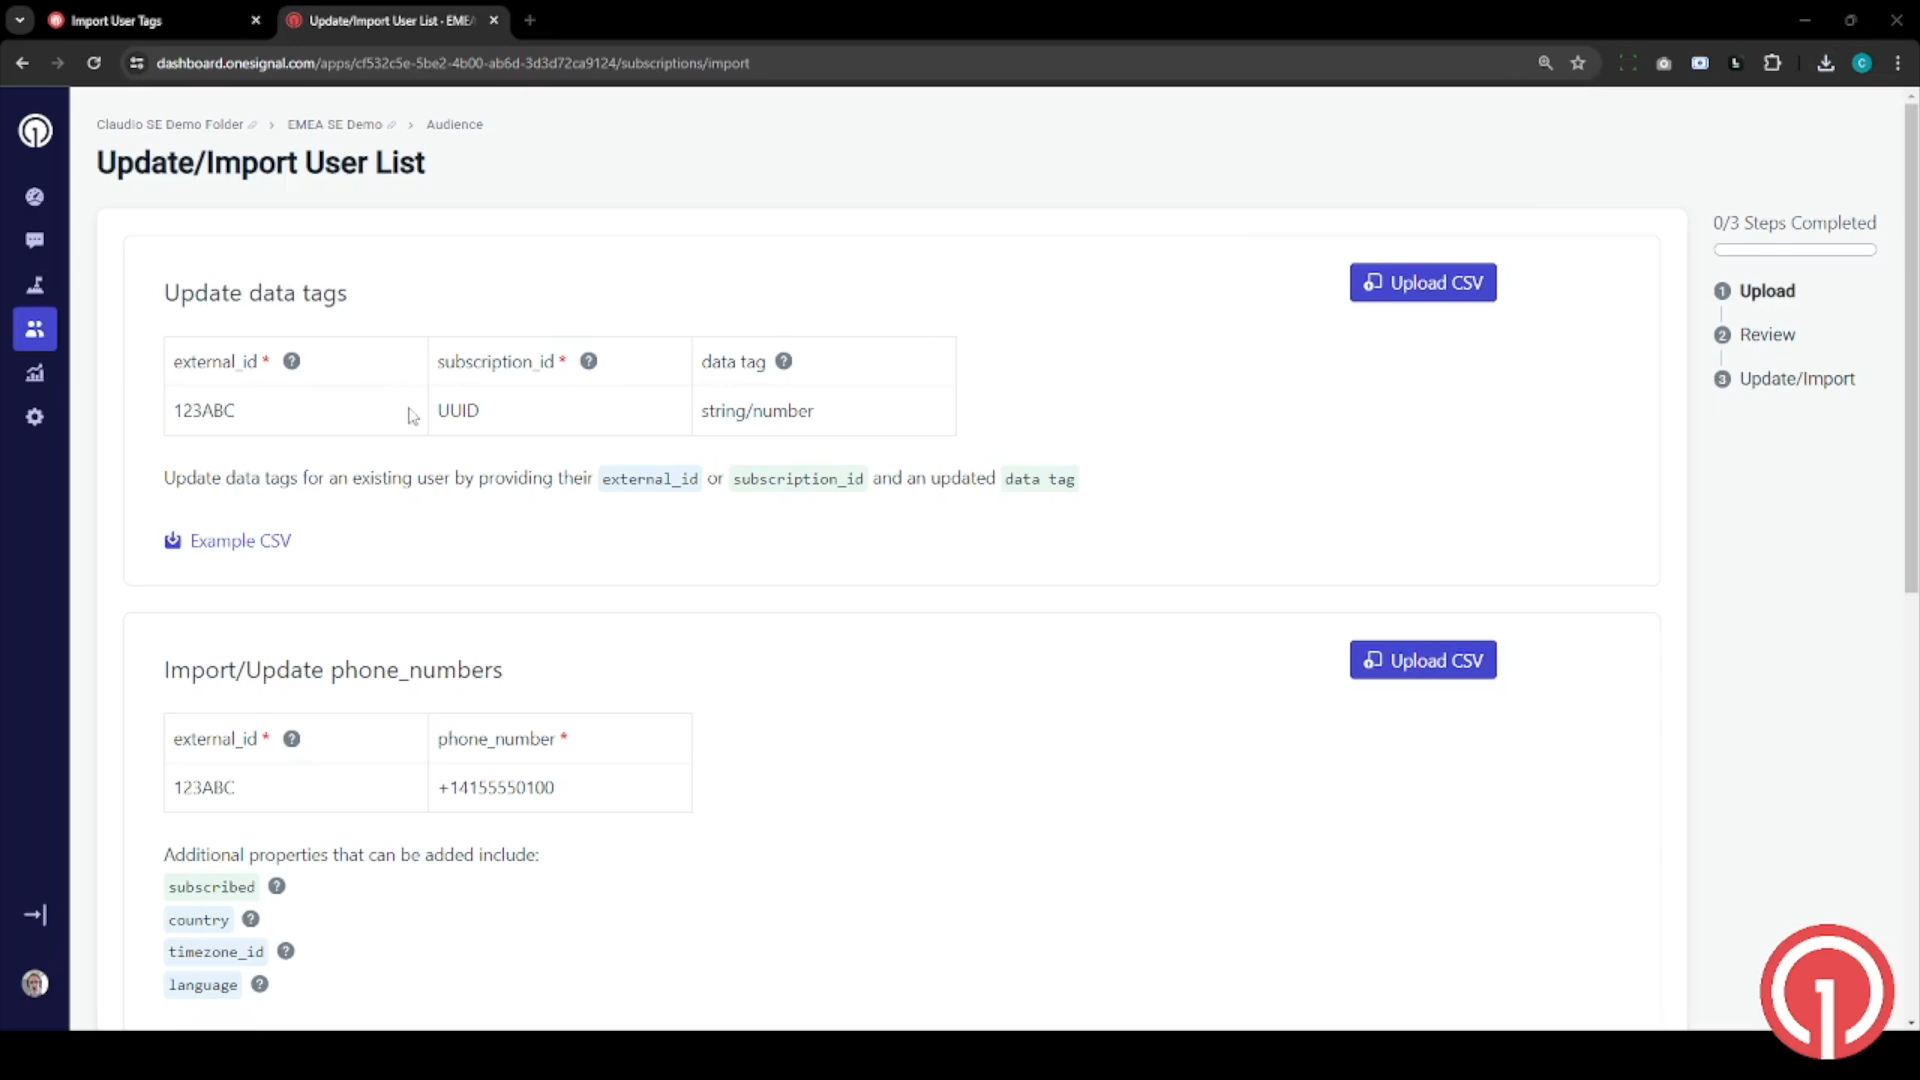 Import User Tags
Update/Import User List - EMEA
dashboard.onesignal.com/apps/cf532c5e-5be2-4b00-ab6d-3d3d72ca9124/subscriptions/import
C
Claudio SE Demo Folder > EMEA SE Demo > Audience
Update/Import User List
0/3 Steps Completed
1 Upload
2 Review
3 Update/Import
Update data tags
Upload CSV
external_id * ? subscription_id * ? data tag ?
123ABC UUID string/number
Update data tags for an existing user by providing their external_id or subscription_id and an updated data tag
Example CSV
Import/Update phone_numbers
Upload CSV
external_id * ? phone_number *
123ABC +14155550100
Additional properties that can be added include:
subscribed ?
country ?
timezone_id ?
language ?